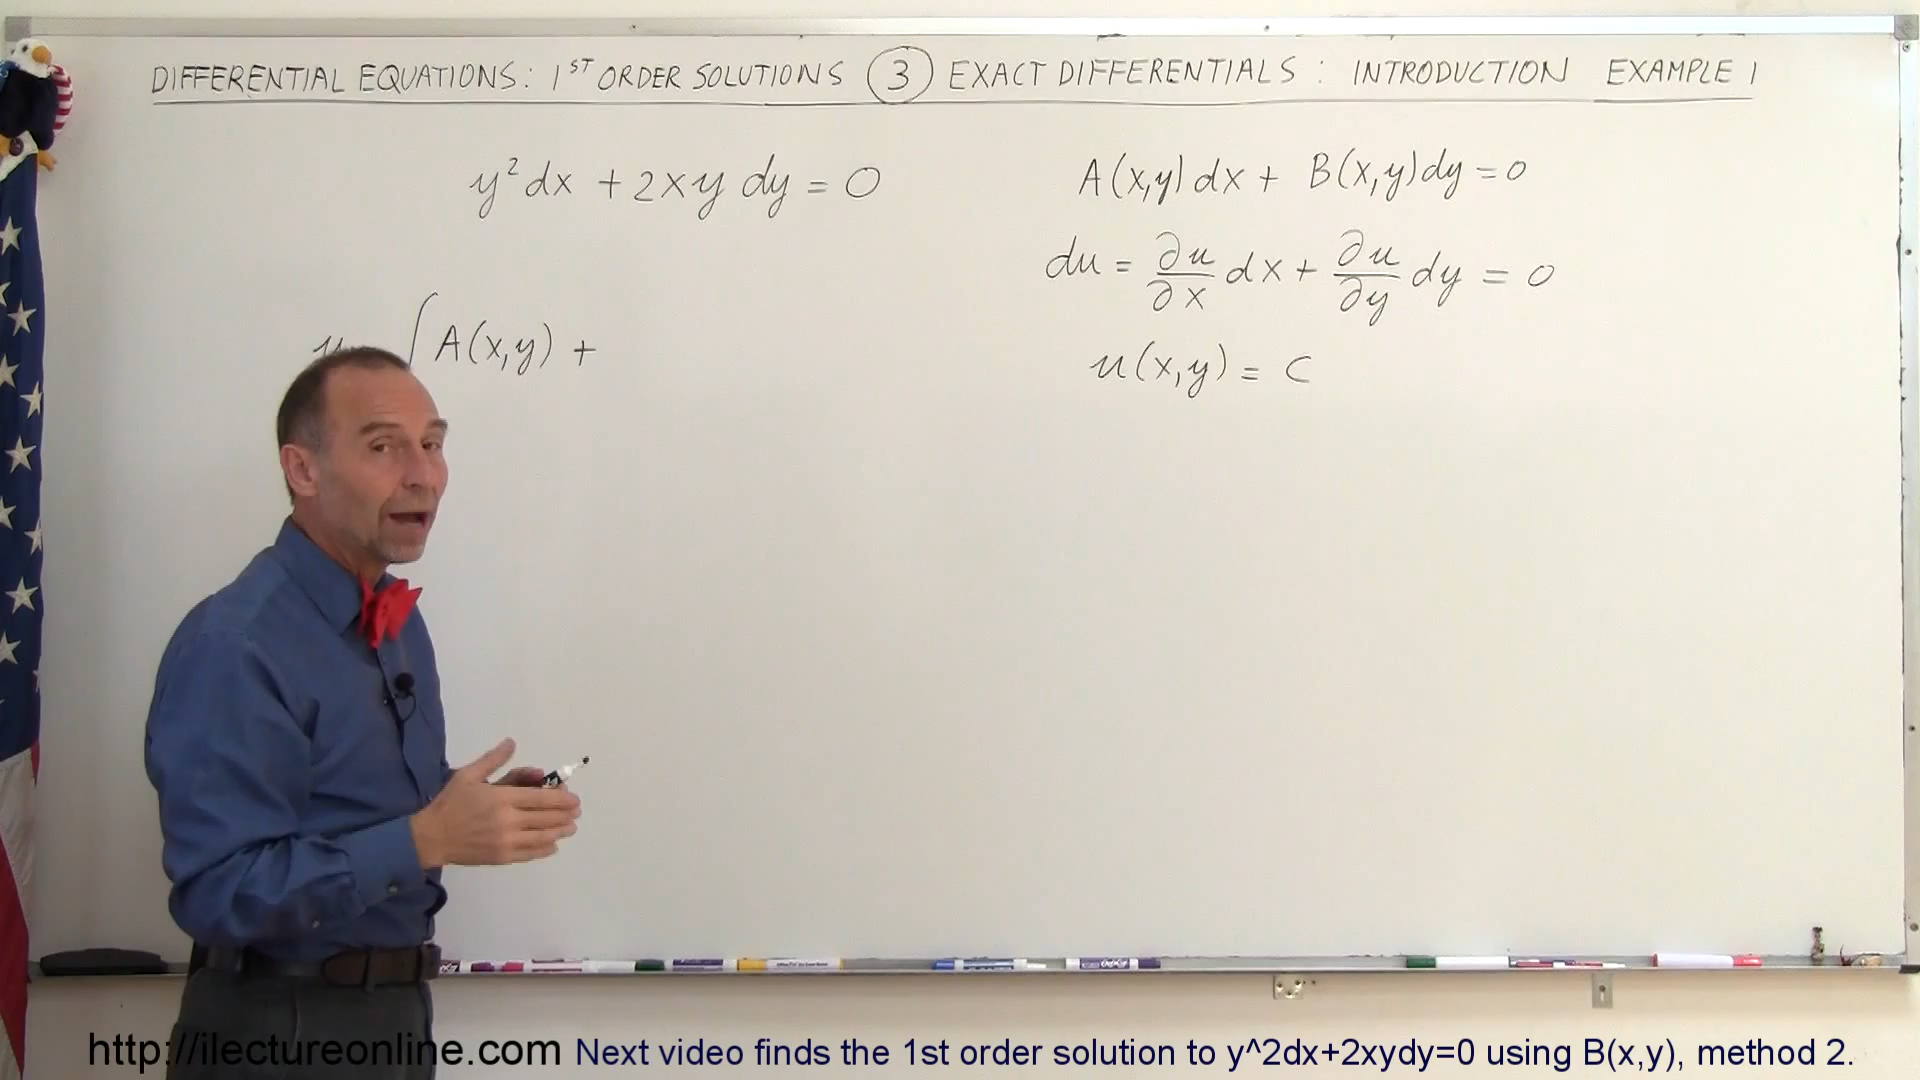 DIFFERENTIAL EQUATIONS: 1ST ORDER SOLUTIONS 3 EXACT DIFFERENTIALS: INTRODUCTION EXAMPLE 1
y² dx + 2xy dy = 0
A(x,y) dx + B(x,y) dy = 0
du = ∂u/∂x dx + ∂u/∂y dy = 0
∫ A(x,y) +
u(x,y) = C
http://ilectureonline.com Next video finds the 1st order solution to y^2dx+2xydy=0 using B(x,y), method 2.